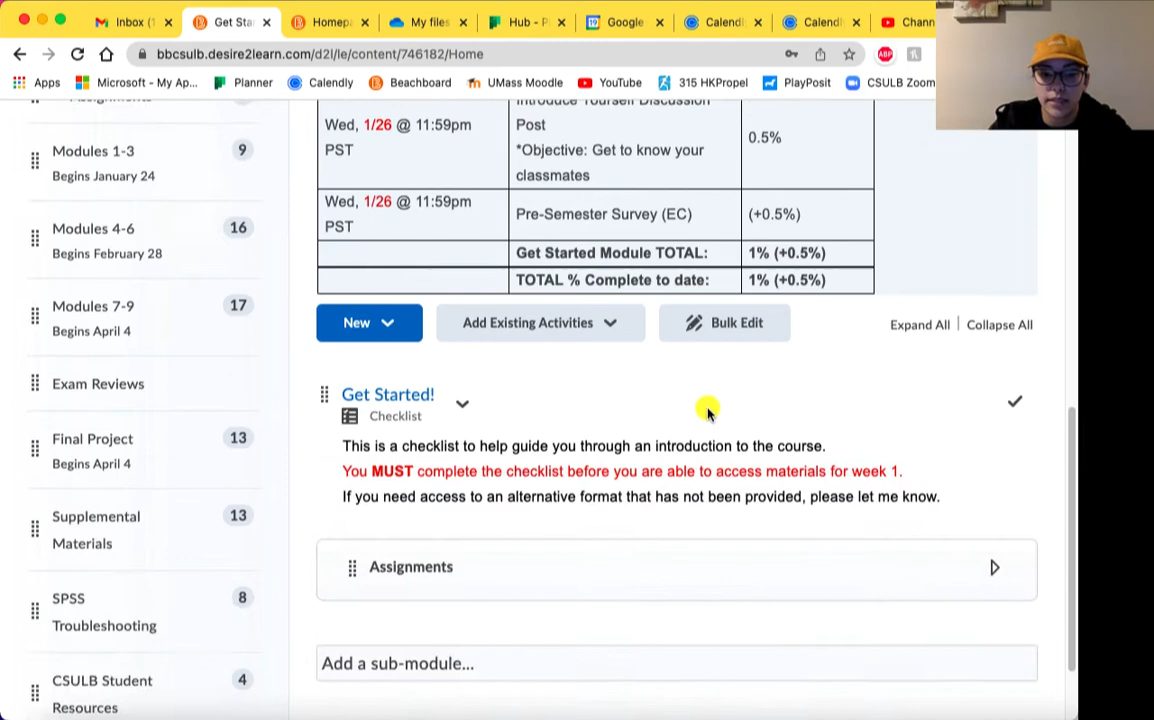 Inbox (1
Get Sta
Homepa
My files
Hub - P
Google
Calendl
Calendl
Chann
bbcsulb.desire2learn.com/d2l/le/content/746182/Home
ABP
Apps
Microsoft - My Ap...
Planner
Calendly
Beachboard
UMass Moodle
YouTube
315 HKPropel
PlayPosit
CSULB Zoom
Assignments
Modules 1-3
9
Begins January 24
Modules 4-6
16
Begins February 28
Modules 7-9
17
Begins April 4
Exam Reviews
Final Project
13
Begins April 4
Supplemental
13
Materials
SPSS
8
Troubleshooting
CSULB Student
4
Resources
Introduce Yourself Discussion
Wed, 1/26 @ 11:59pm
Post
0.5%
PST
*Objective: Get to know your
classmates
Wed, 1/26 @ 11:59pm
Pre-Semester Survey (EC)
(+0.5%)
PST
Get Started Module TOTAL:
1% (+0.5%)
TOTAL % Complete to date:
1% (+0.5%)
New
Add Existing Activities
Bulk Edit
Expand All
Collapse All
Get Started!
Checklist
This is a checklist to help guide you through an introduction to the course.
You MUST complete the checklist before you are able to access materials for week 1.
If you need access to an alternative format that has not been provided, please let me know.
Assignments
Add a sub-module...